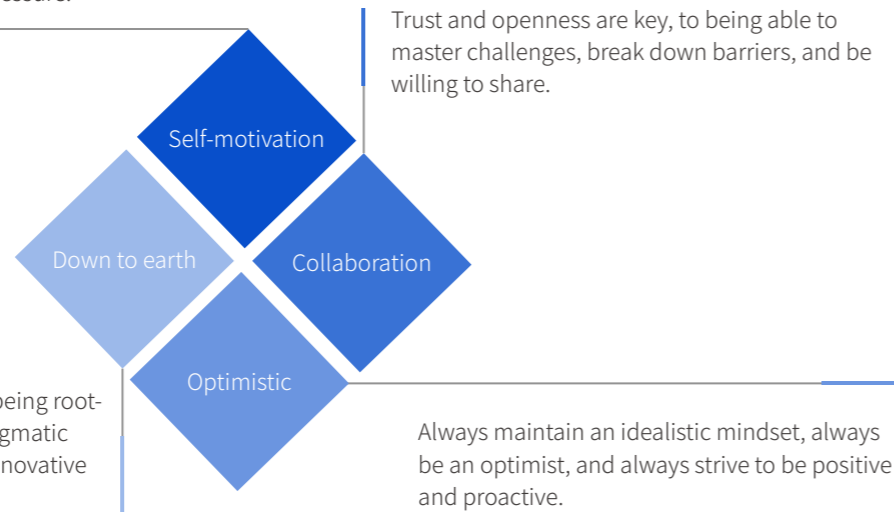 Trust and openness are key, to being able to
master challenges, break down barriers, and be
willing to share.
Self-motivation
Down to earth
Collaboration
Optimistic
being root-
Always maintain an idealistic mindset, always
be an optimist, and always strive to be positive
and proactive.